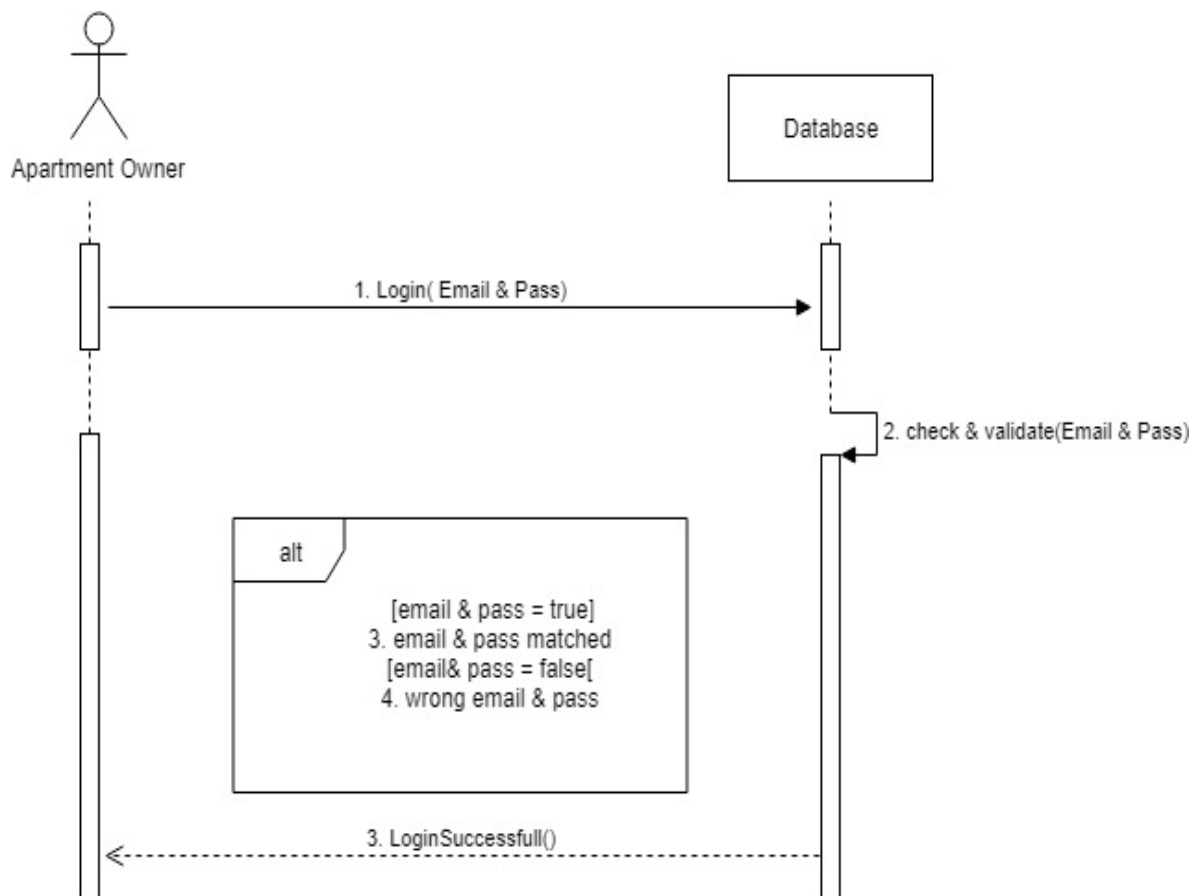 Apartment Owner
Database
1. Login( Email & Pass)
2. check & validate(Email & Pass)
alt
[email & pass = true]
3. email & pass matched
[email& pass = false[
4. wrong email & pass
3. LoginSuccessfull()